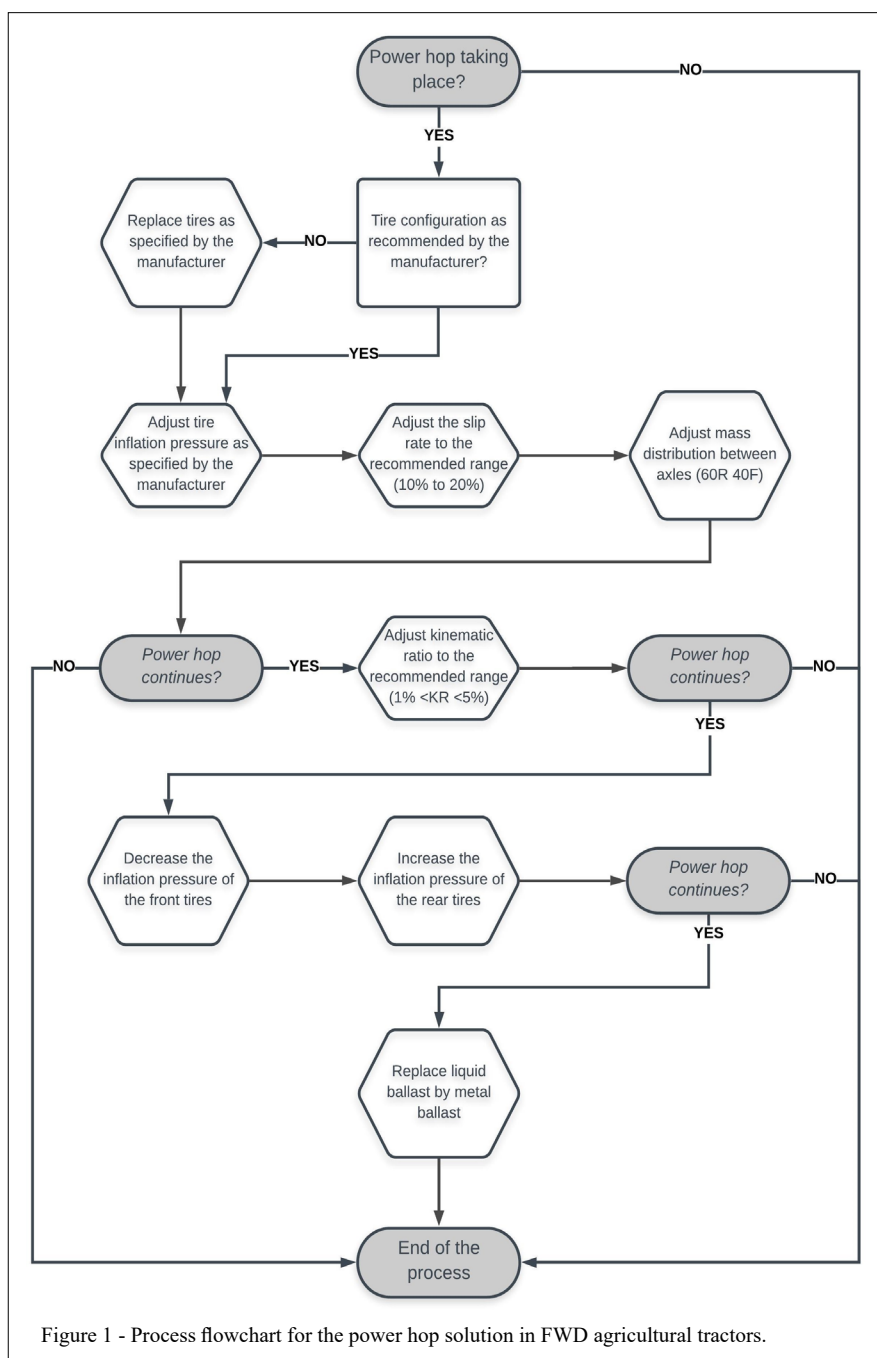 Power hop taking
place?
NO
YES
Replace tires as
specified by the
manufacturer
NO
Tire configuration as
recommended by the
manufacturer?
YES
Adjust tire
inflation pressure as
specified by the
manufacturer
Adjust the slip
rate to the
recommended range
(10% to 20%)
Adjust mass
distribution between
axles (60R 40F)
NO
Power hop
continues?
YES
Adjust kinematic
ratio to the
recommended range
(1% <KR <5%)
Power hop
continues?
NO
YES
Decrease the
inflation pressure of
the front tires
Increase the
inflation pressure of
the rear tires
Power hop
continues?
NO
YES
Replace liquid
ballast by metal
ballast
End of the
process
Figure 1 - Process flowchart for the power hop solution in FWD agricultural tractors.